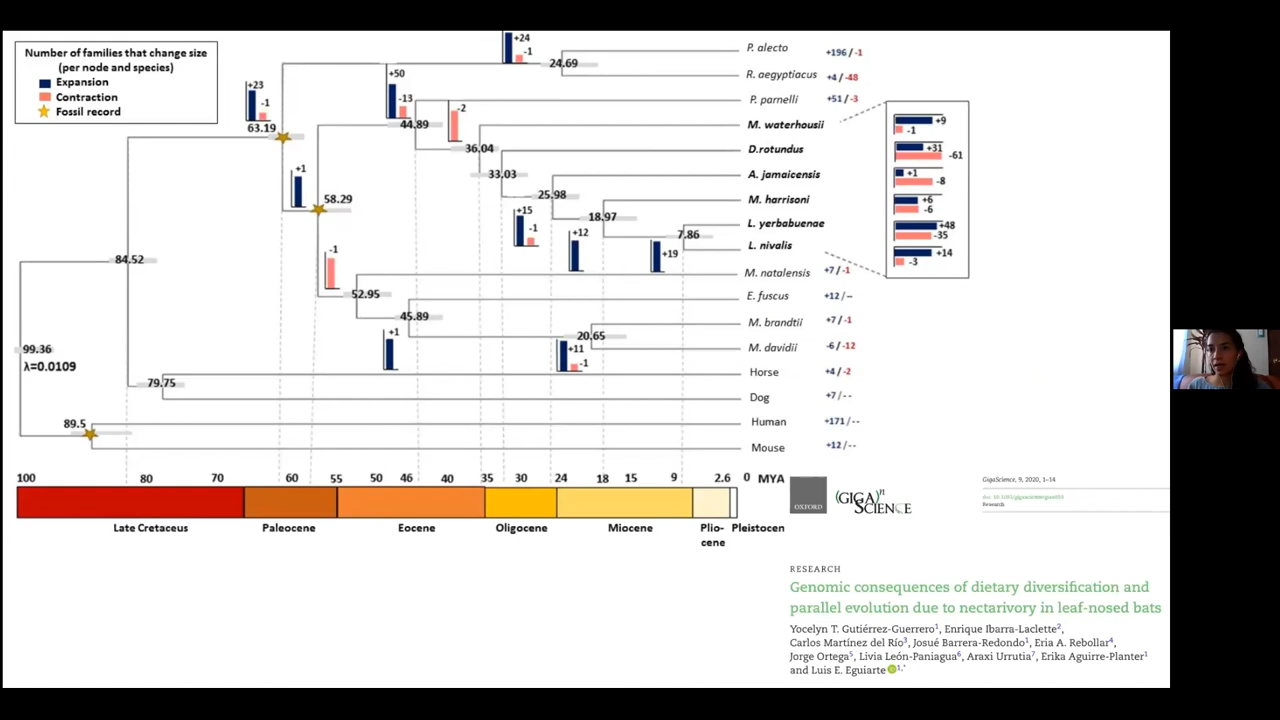 Number of families that change size
(per node and species)
Expansion
Contraction
Fossil record
+24
-1
24.69
P. alecto
+196 / -1
R. aegyptiacus
+4 / -48
+50
-13
44.89
P. parnelli
+51 / -3
+23
-1
63.19
-2
36.04
M. waterhousii
+9
-1
D.rotundus
+31
-61
33.03
A. jamaicensis
+1
-8
+1
58.29
25.98
M. harrisoni
+6
-6
+15
-1
18.97
L. yerbabuenae
+48
-35
+12
+19
7.86
L. nivalis
+14
-3
84.52
-1
52.95
M. natalensis
+7 / -1
E. fuscus
+12 / --
45.89
M. brandtii
+7 / -1
+1
20.65
+11
-1
M. davidii
-6 / -12
99.36
λ=0.0109
79.75
Horse
+4 / -2
Dog
+7 / --
89.5
Human
+171 / --
Mouse
+12 / --
100 80 70 60 55 50 46 40 35 30 24 18 15 9 2.6 0 MYA
Late Cretaceus Paleocene Eocene Oligocene Miocene Plio-
cene Pleistocen
OXFORD
(GIGA)n
SCIENCE
GigaScience, 9, 2020, 1–14
Research
RESEARCH
Genomic consequences of dietary diversification and
parallel evolution due to nectarivory in leaf-nosed bats
Yocelyn T. Gutiérrez-Guerrero1, Enrique Ibarra-Laclette2,
Carlos Martínez del Río3, Josué Barrera-Redondo1, Eria A. Rebollar4,
Jorge Ortega5, Livia León-Paniagua6, Araxi Urrutia7, Erika Aguirre-Planter1
and Luis E. Eguiarte 1,*